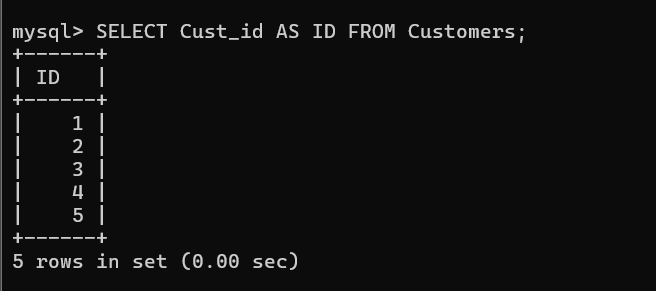 mysql> SELECT Cust_id AS ID FROM Customers;
+------+
| ID   |
+------+
|    1 |
|    2 |
|    3 |
|    4 |
|    5 |
+------+
5 rows in set (0.00 sec)